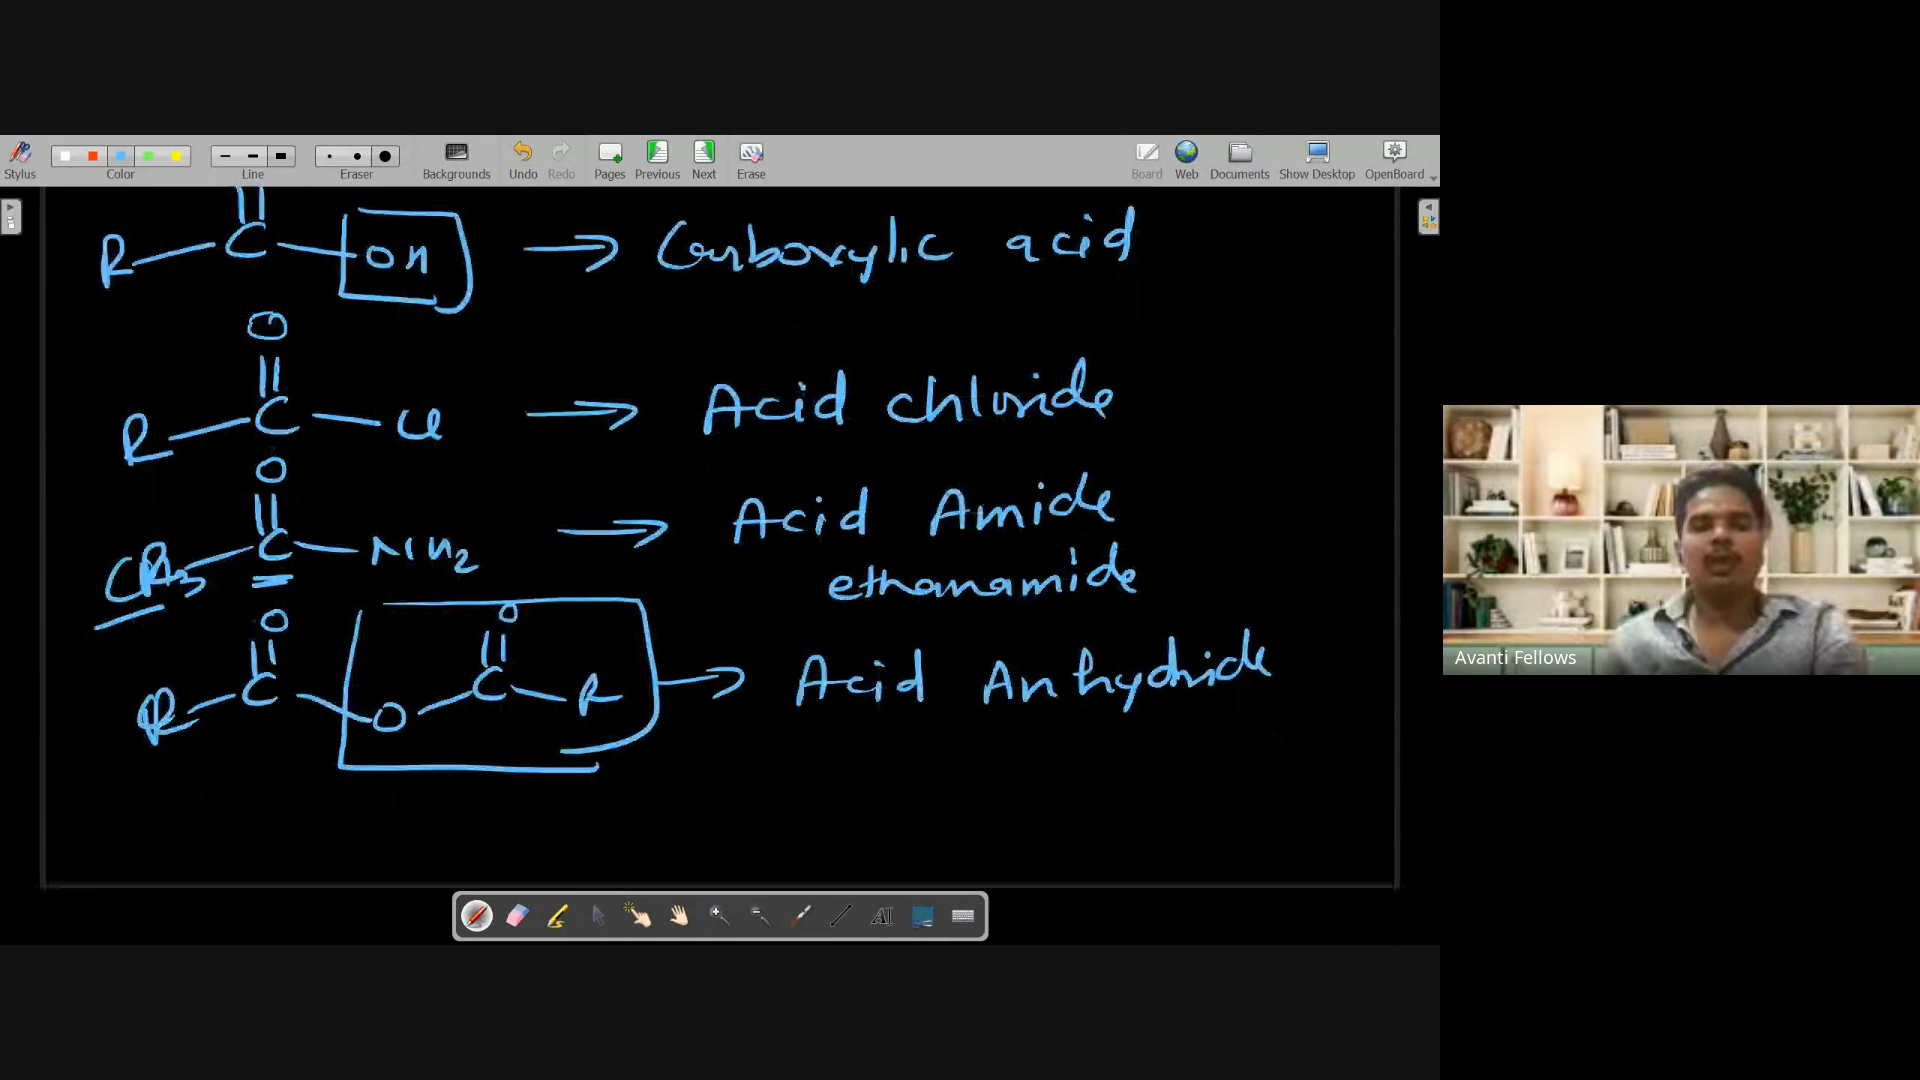 Stylus Color Line Eraser Backgrounds Undo Redo Pages Previous Next Erase Board Web Documents Show Desktop OpenBoard
R C OH → Carboxylic acid
O
R C Cl → Acid chloride
O
CH3 C NH2 → Acid Amide
ethanamide
O O
R C O C R → Acid Anhydride
Avanti Fellows
AI